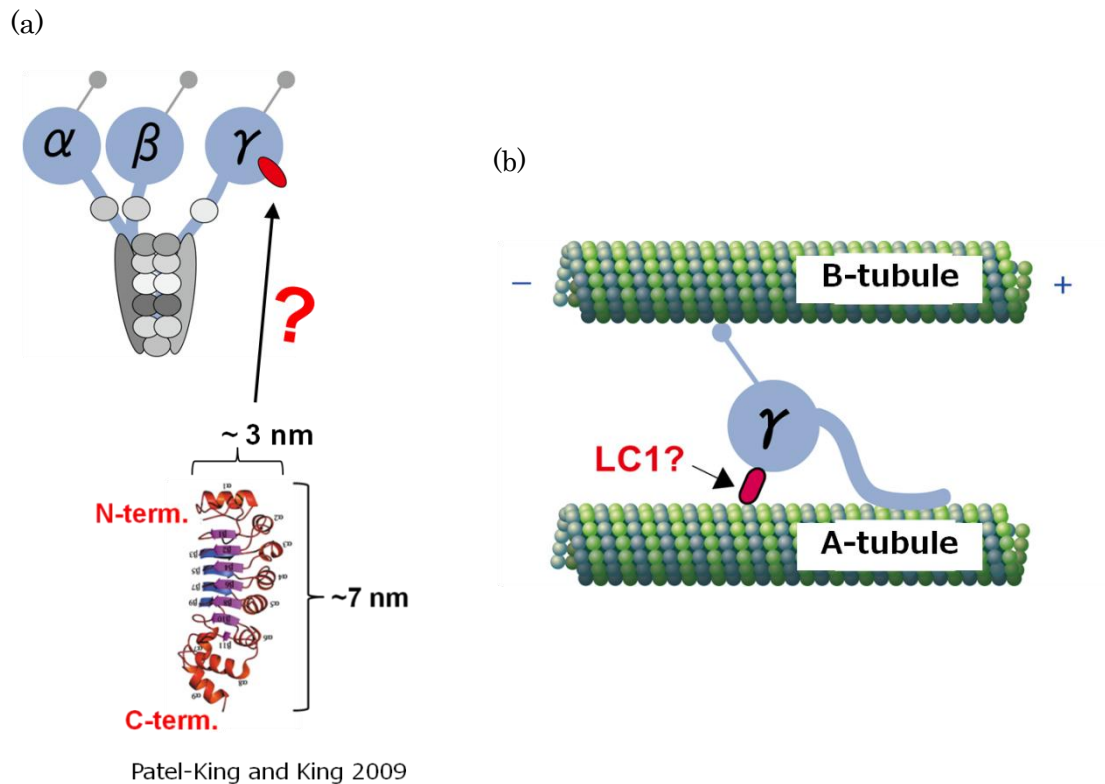 (a)
α β γ
(b)
B-tubule
− +
γ
LC1?
A-tubule
?
~ 3 nm
N-term.
~7 nm
C-term.
Patel-King and King 2009